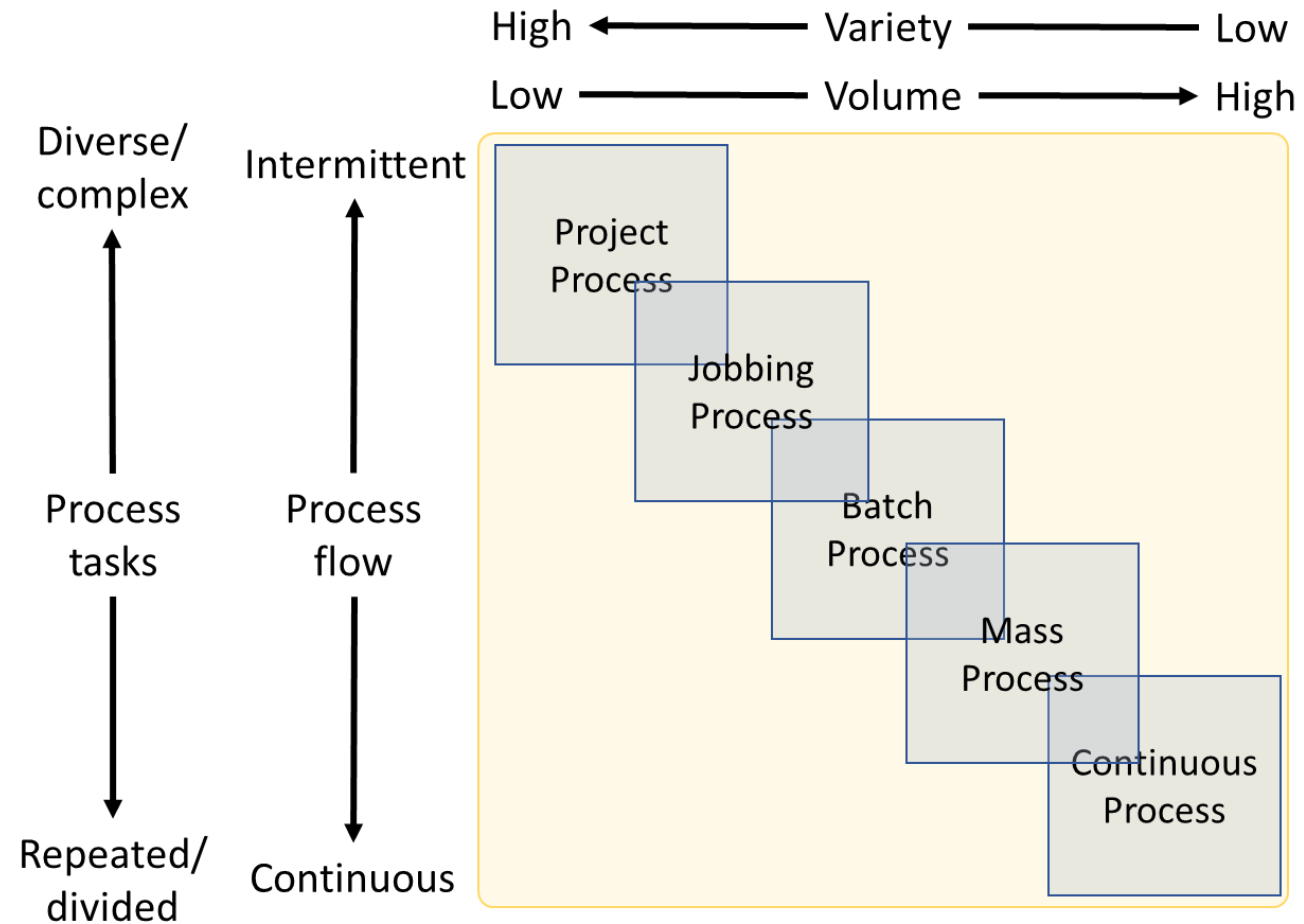 High Variety Low
Low Volume High
Diverse/
complex
Intermittent
Project
Process
Jobbing
Process
Process
tasks
Process
flow
Batch
Process
Mass
Process
Continuous
Process
Repeated/
divided
Continuous